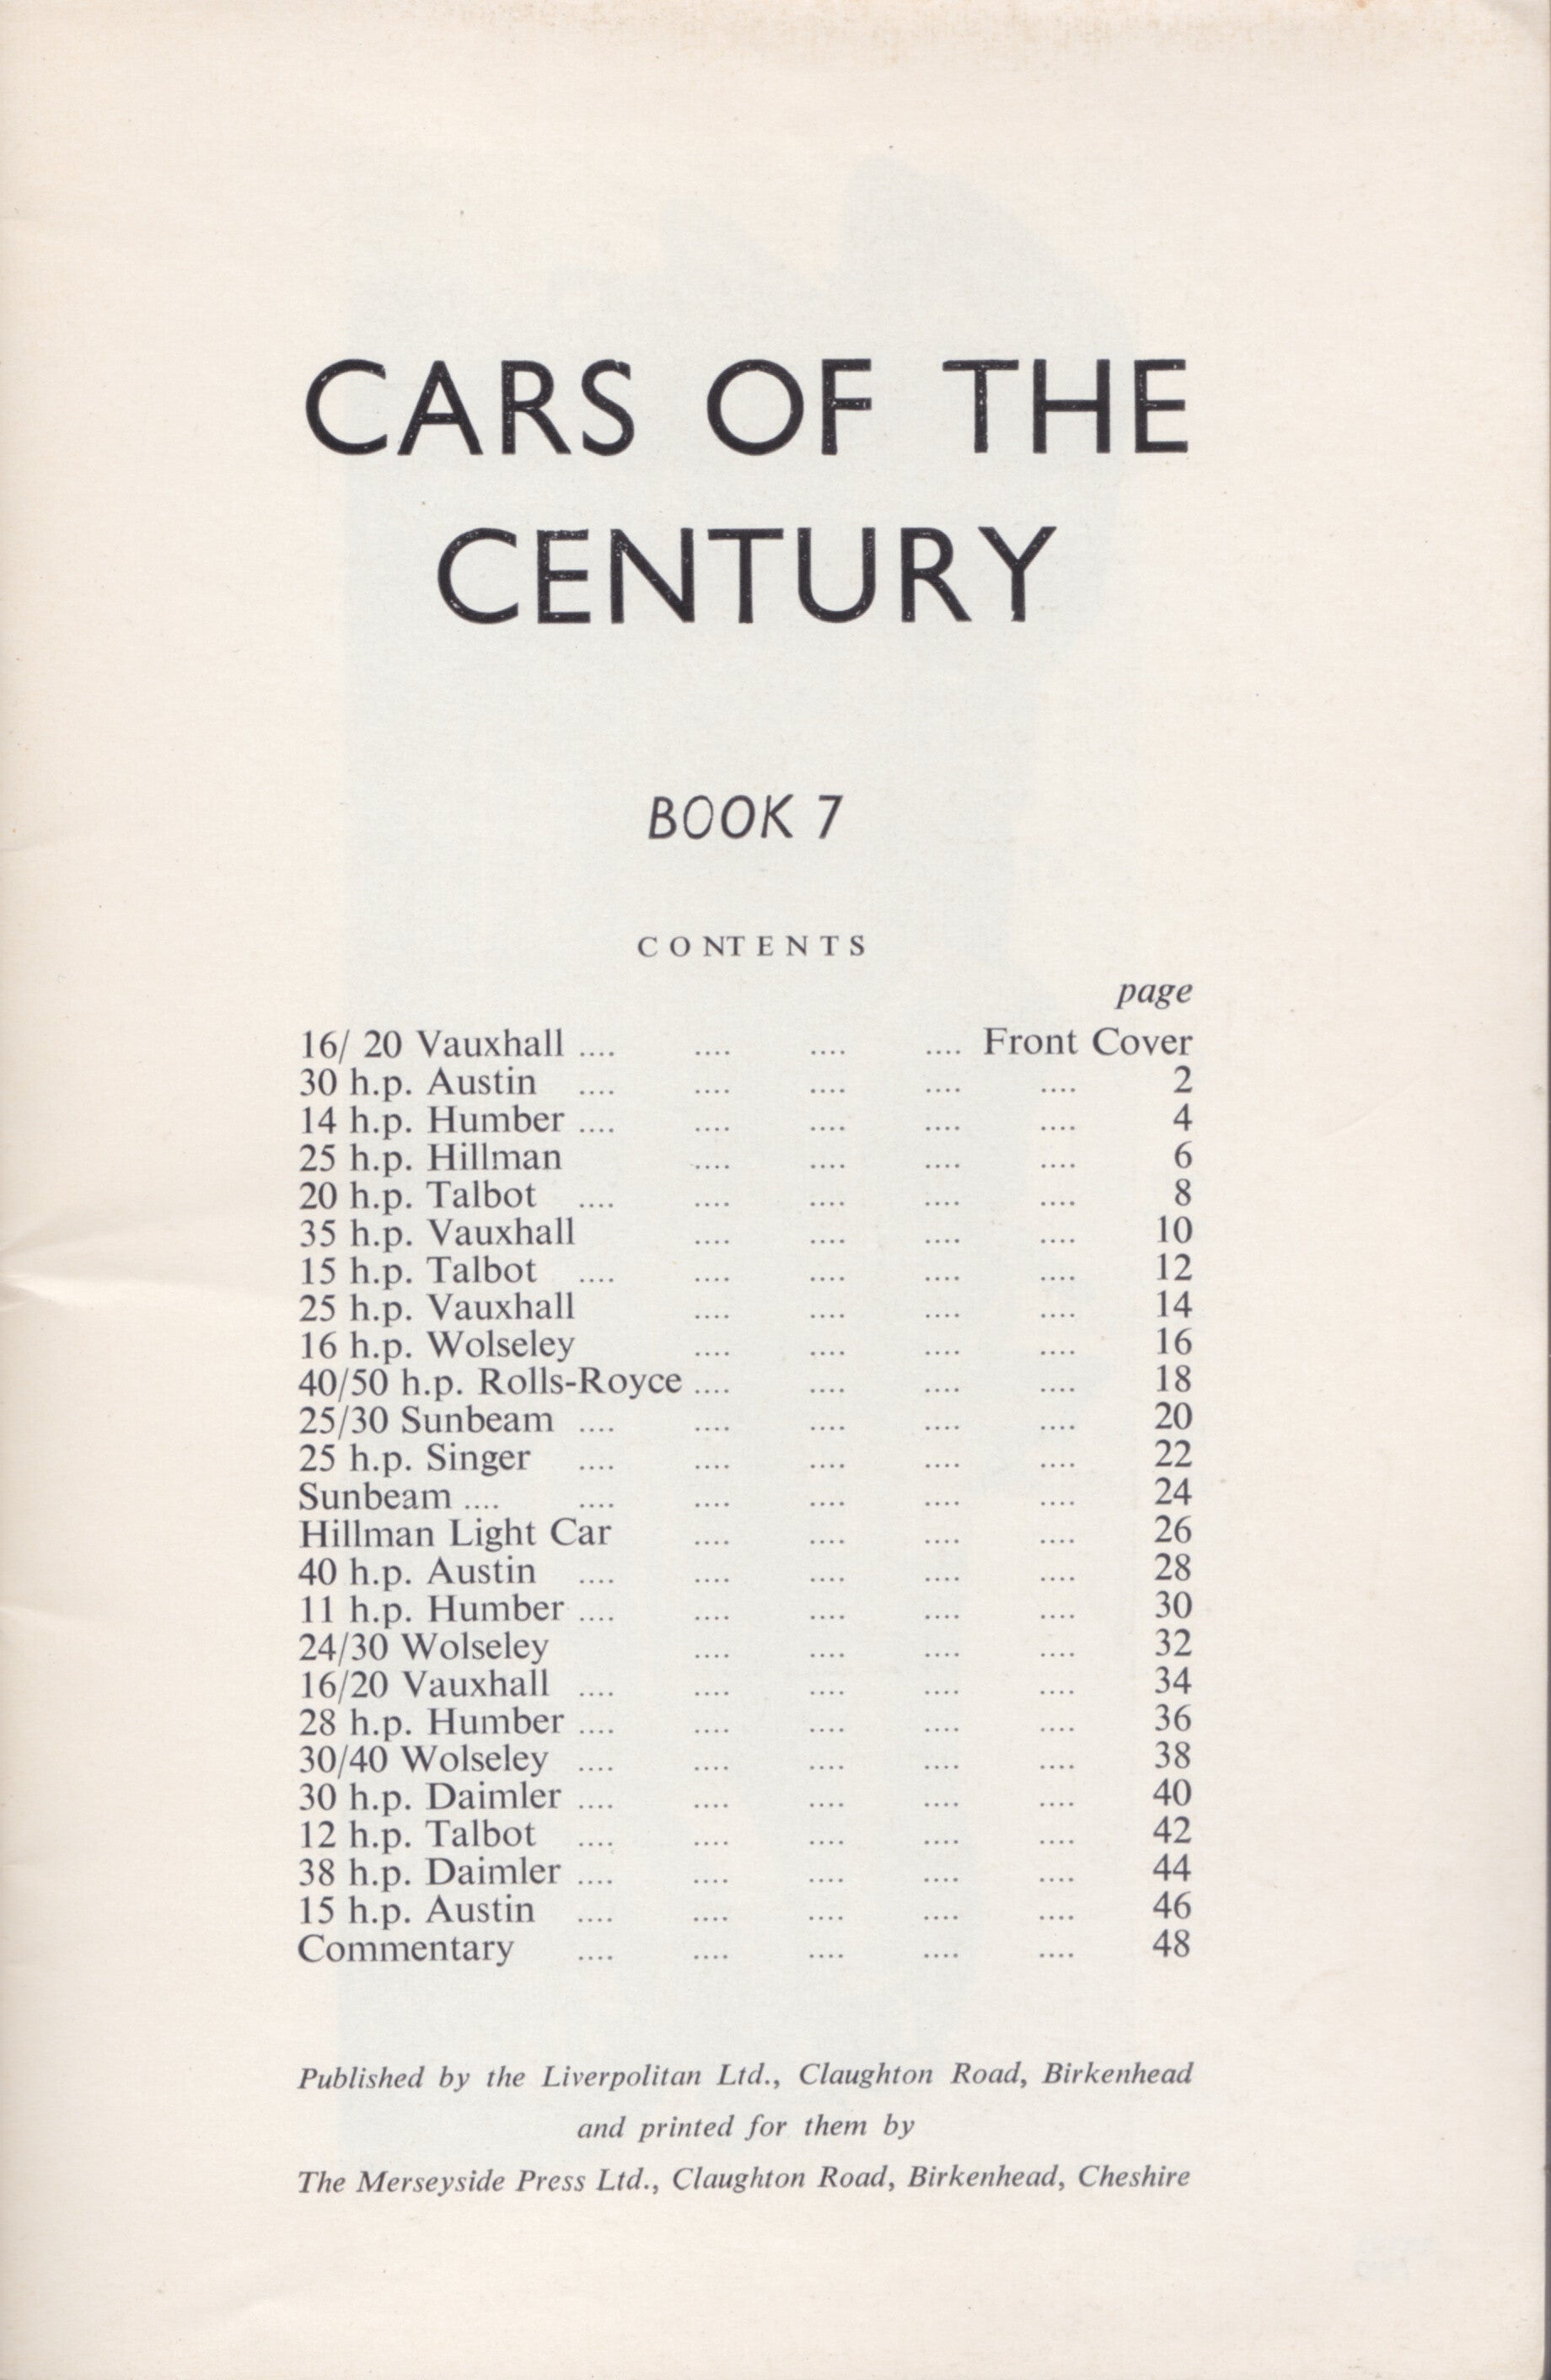 CARS OF THE
CENTURY
BOOK 7
CONTENTS
page
16/ 20 Vauxhall .... .... .... .... Front Cover
30 h.p. Austin .... .... .... .... .... 2
14 h.p. Humber .... .... .... .... .... 4
25 h.p. Hillman .... .... .... .... 6
20 h.p. Talbot .... .... .... .... .... 8
35 h.p. Vauxhall .... .... .... .... 10
15 h.p. Talbot .... .... .... .... .... 12
25 h.p. Vauxhall .... .... .... .... 14
16 h.p. Wolseley .... .... .... .... 16
40/50 h.p. Rolls-Royce .... .... .... .... 18
25/30 Sunbeam .... .... .... .... .... 20
25 h.p. Singer .... .... .... .... .... 22
Sunbeam .... .... .... .... .... .... 24
Hillman Light Car .... .... .... .... 26
40 h.p. Austin .... .... .... .... .... 28
11 h.p. Humber .... .... .... .... .... 30
24/30 Wolseley .... .... .... .... 32
16/20 Vauxhall .... .... .... .... .... 34
28 h.p. Humber .... .... .... .... .... 36
30/40 Wolseley .... .... .... .... .... 38
30 h.p. Daimler .... .... .... .... .... 40
12 h.p. Talbot .... .... .... .... .... 42
38 h.p. Daimler .... .... .... .... .... 44
15 h.p. Austin .... .... .... .... .... 46
Commentary .... .... .... .... .... 48
Published by the Liverpolitan Ltd., Claughton Road, Birkenhead
and printed for them by
The Merseyside Press Ltd., Claughton Road, Birkenhead, Cheshire